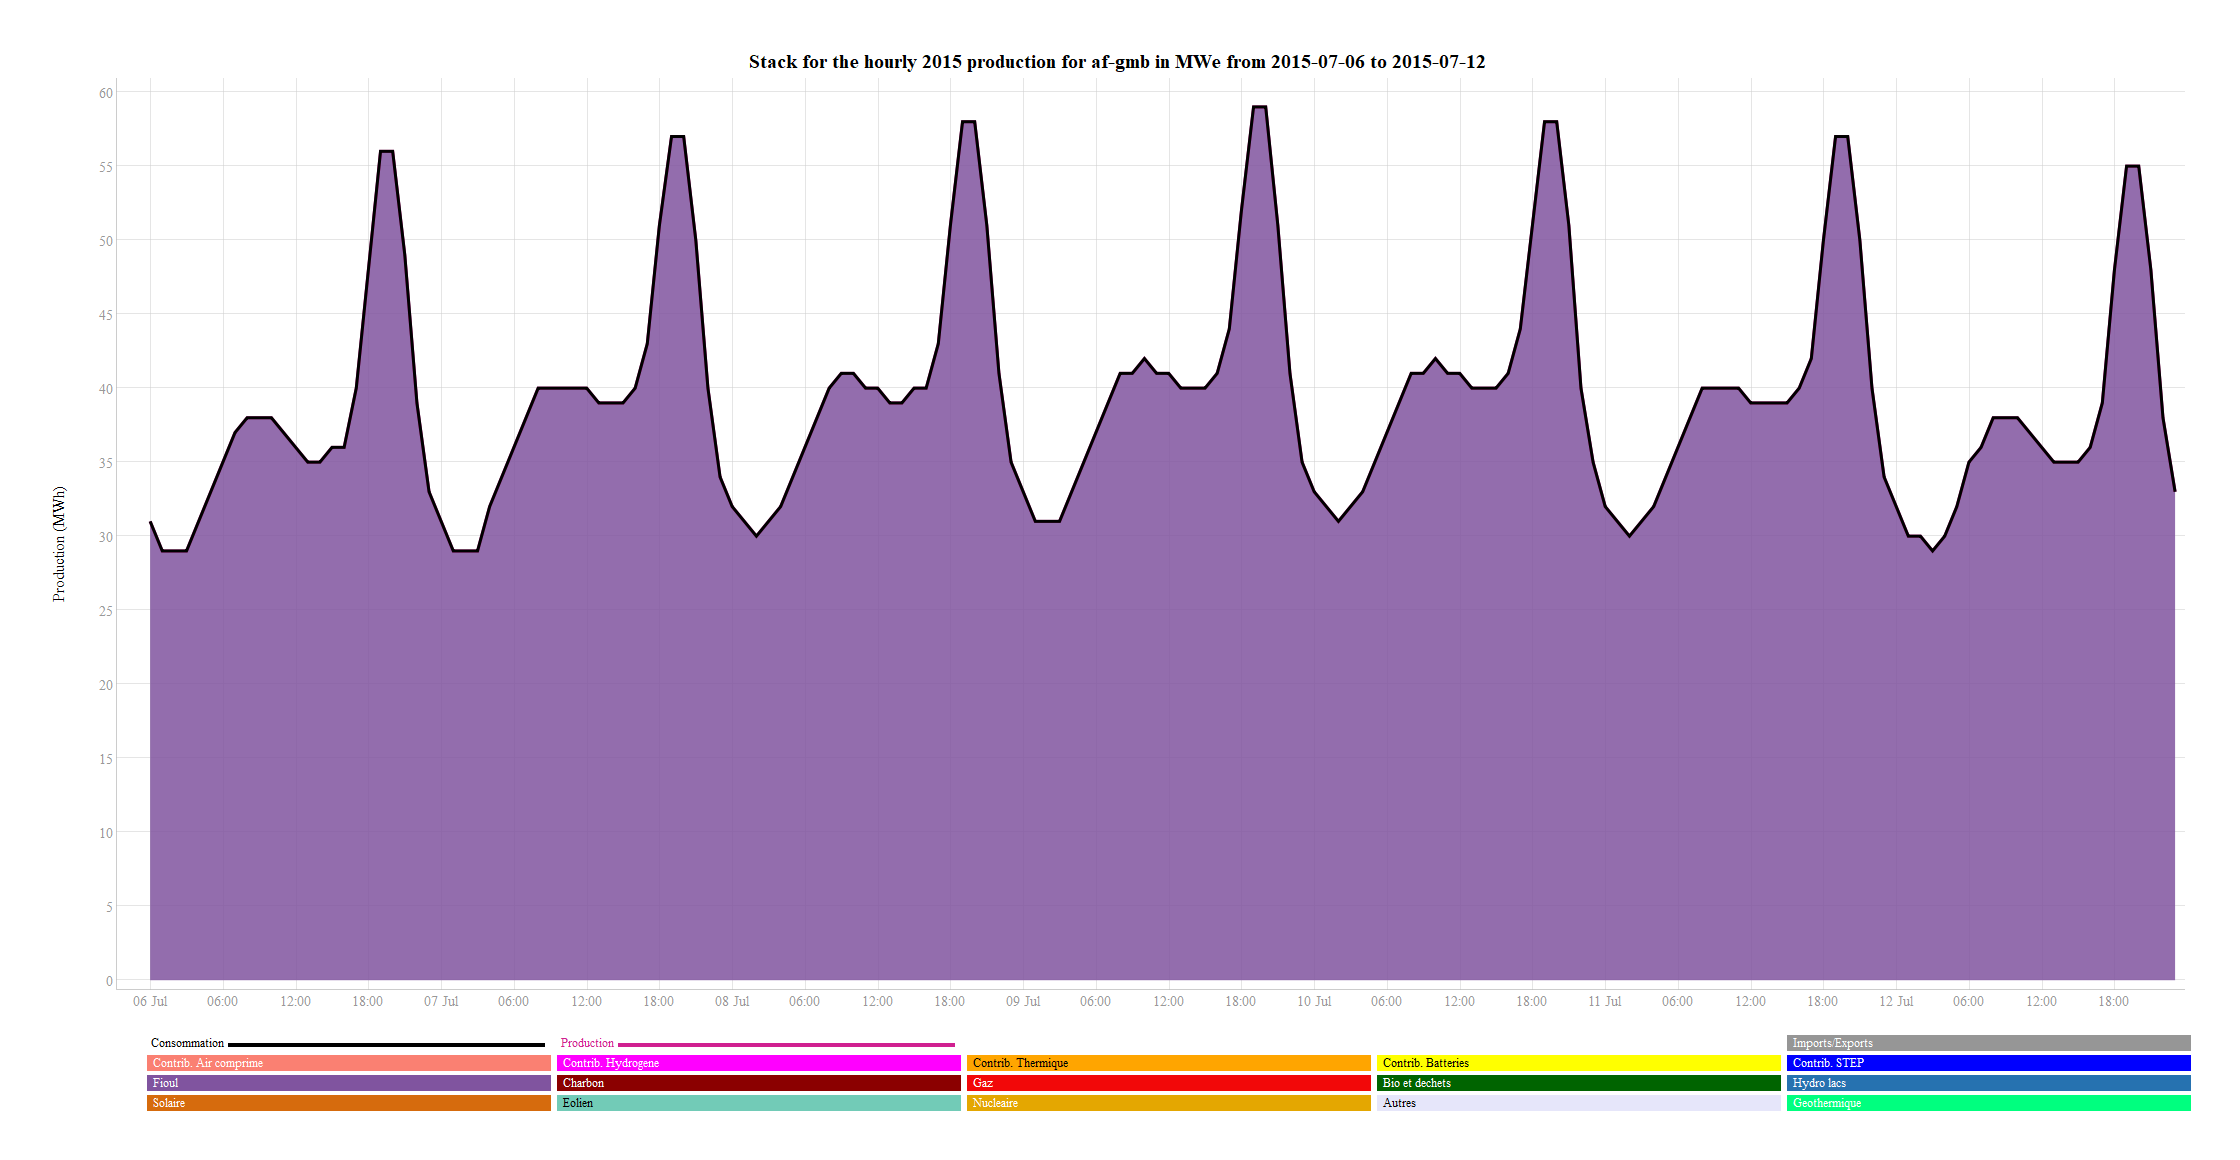 Stack for the hourly 2015 production for af-gmb in MWe from 2015-07-06 to 2015-07-12
60
55
50
45
40
35
30
25
20
15
10
5
0
Production (MWh)
06 Jul 06:00 12:00 18:00 07 Jul 06:00 12:00 18:00 08 Jul 06:00 12:00 18:00 09 Jul 06:00 12:00 18:00 10 Jul 06:00 12:00 18:00 11 Jul 06:00 12:00 18:00 12 Jul 06:00 12:00 18:00
Consommation Production Imports/Exports
Contrib. Air comprime Contrib. Hydrogene Contrib. Thermique Contrib. Batteries Contrib. STEP
Fioul Charbon Gaz Bio et dechets Hydro lacs
Solaire Eolien Nucleaire Autres Geothermique